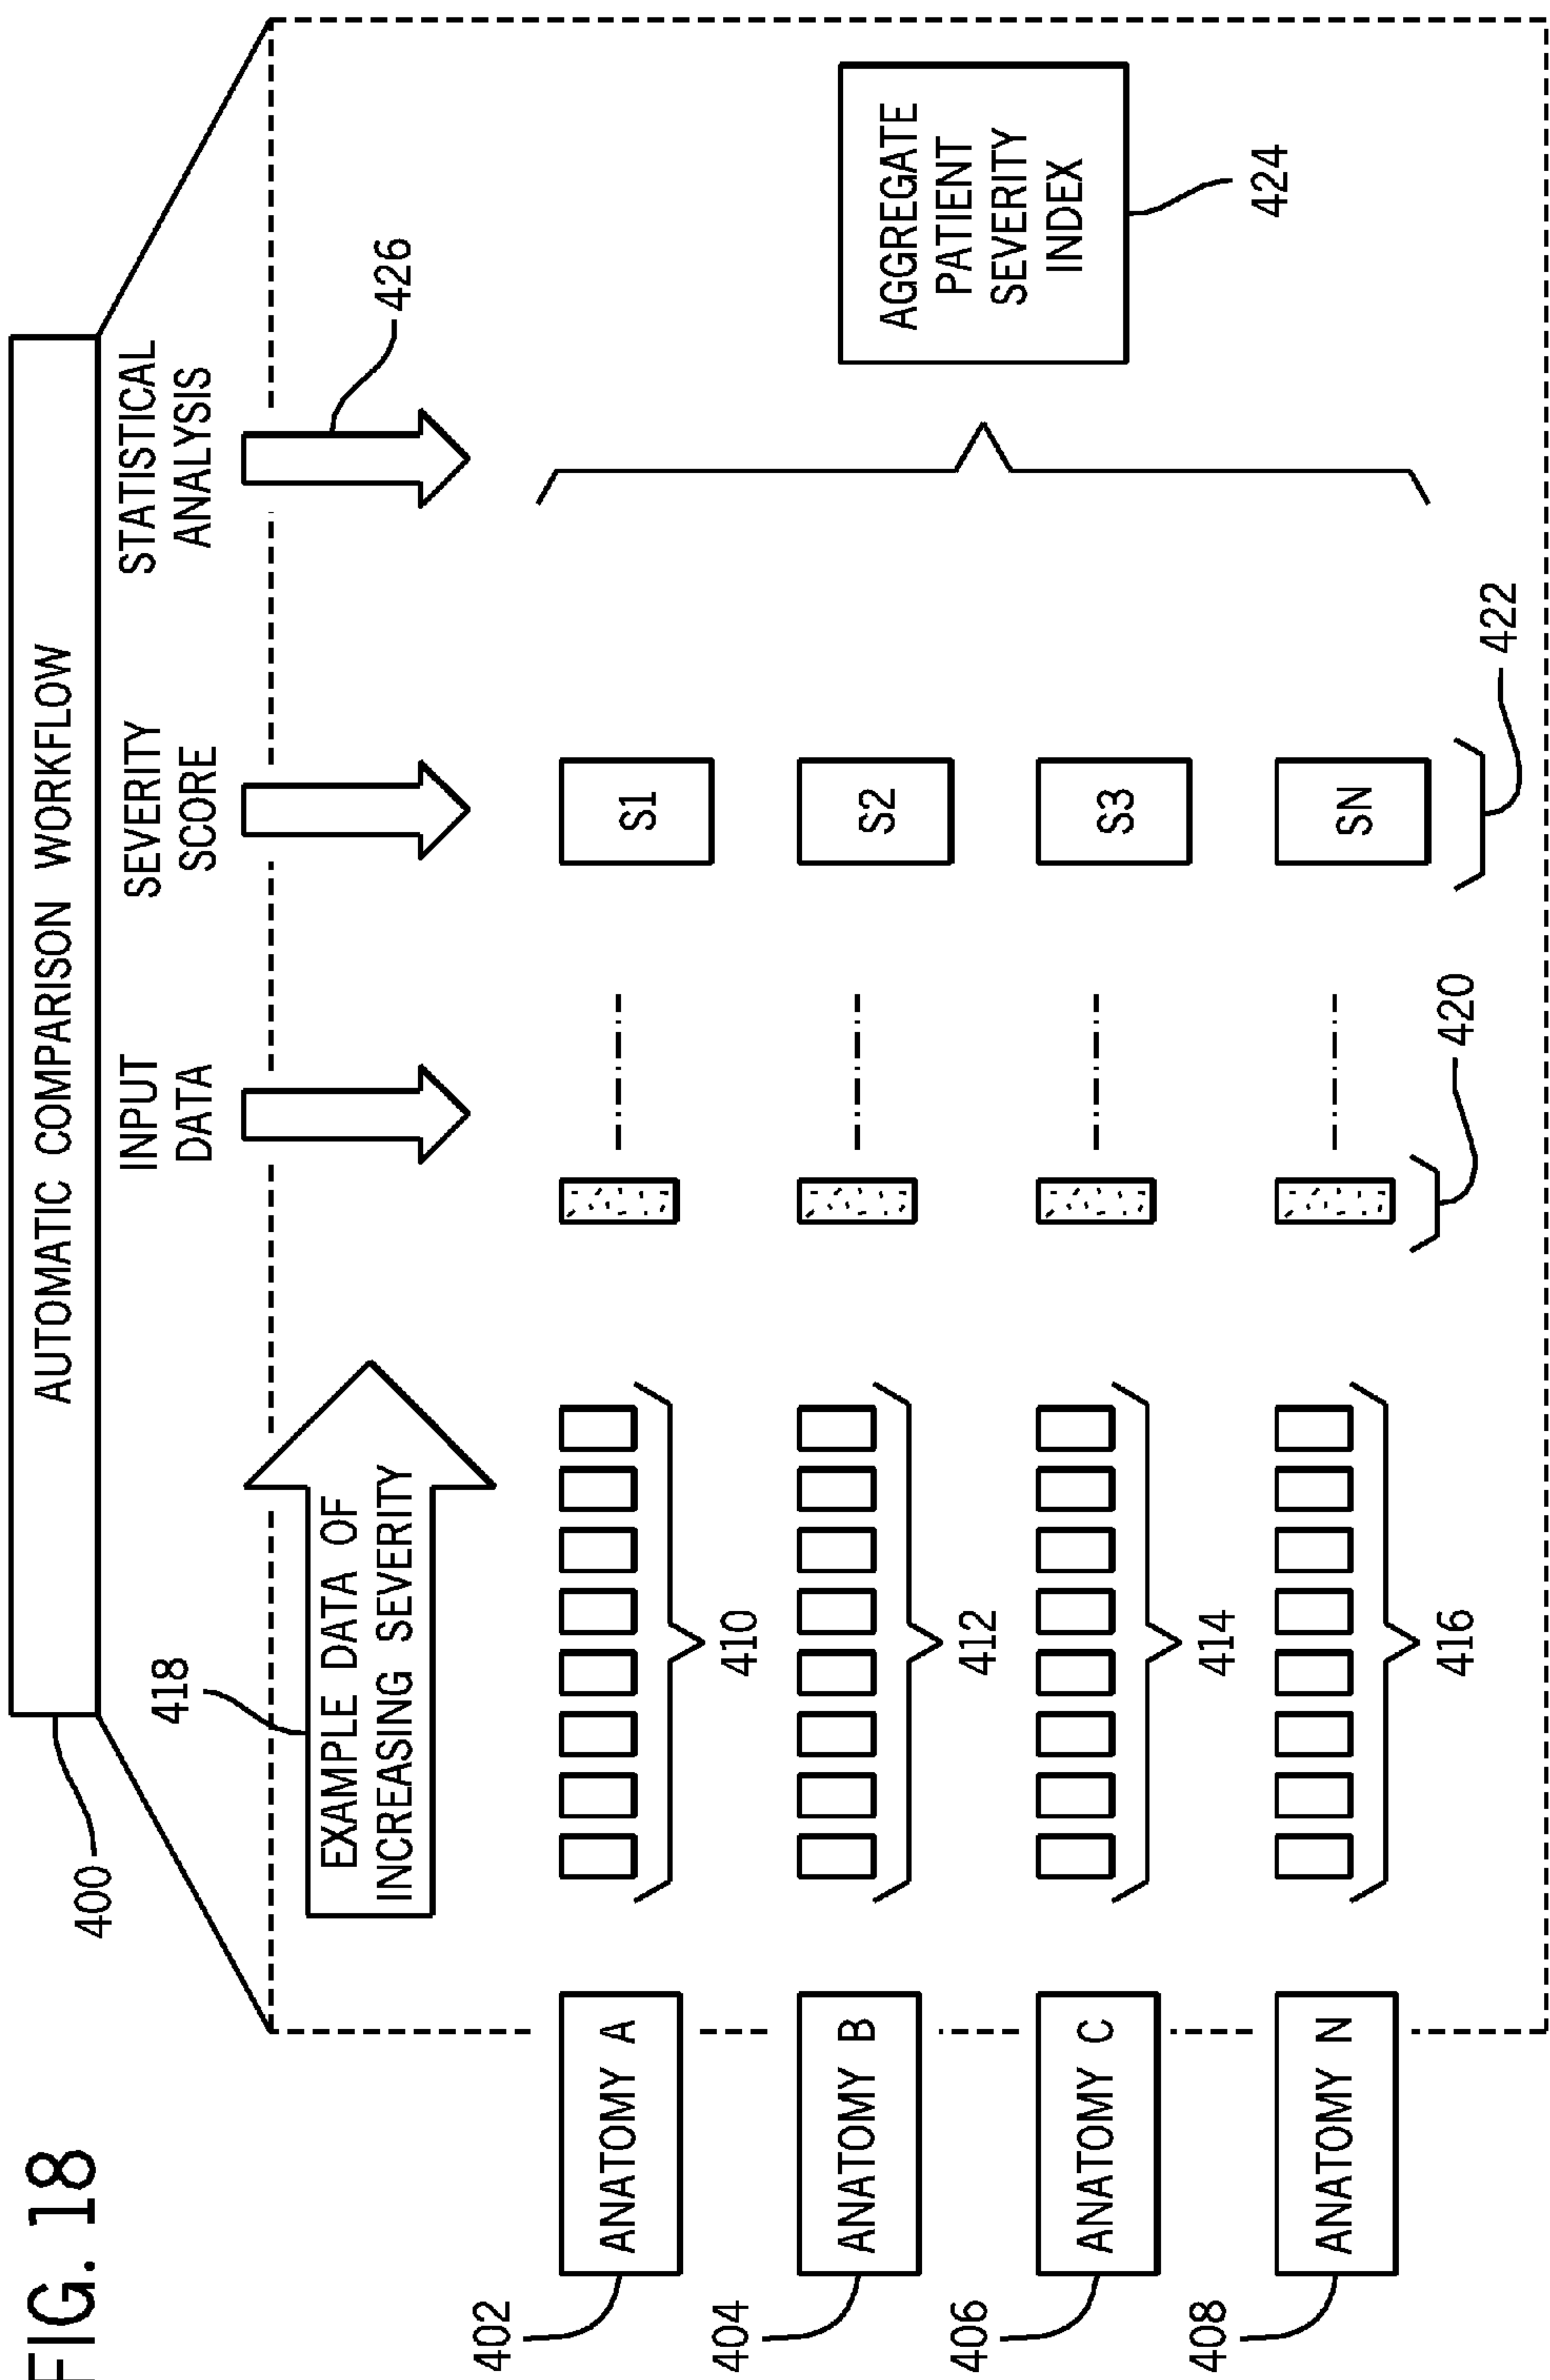 FIG. 18
400
AUTOMATIC COMPARISON WORKFLOW
418
EXAMPLE DATA OF
INCREASING SEVERITY
INPUT
DATA
SEVERITY
SCORE
STATISTICAL
ANALYSIS
426
402
ANATOMY A
410
S1
404
ANATOMY B
412
S2
406
ANATOMY C
414
S3
408
ANATOMY N
416
SN
420
422
AGGREGATE
PATIENT
SEVERITY
INDEX
424